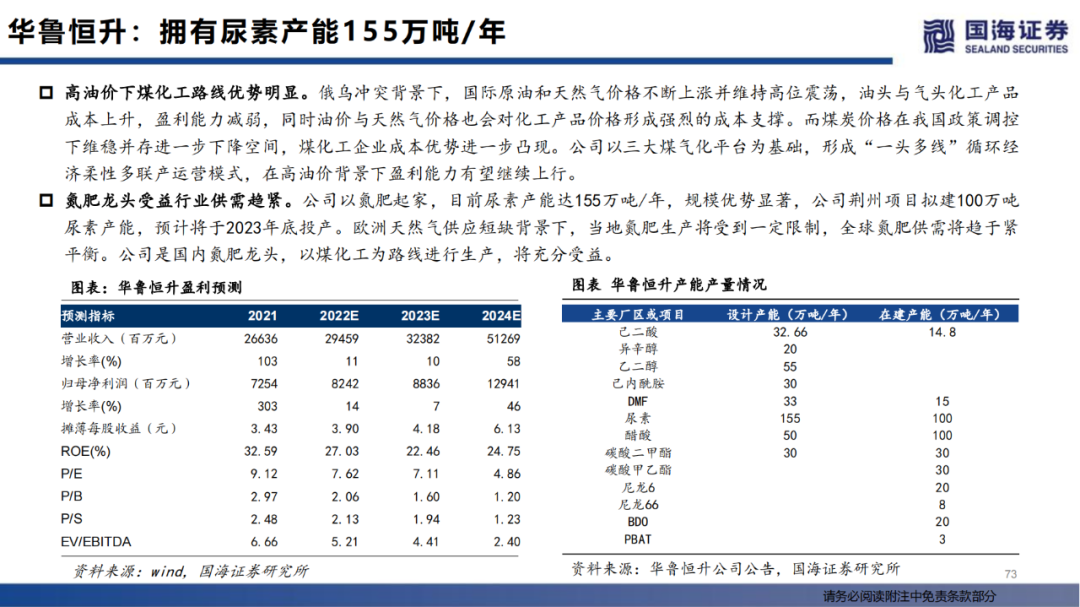 华鲁恒升：拥有尿素产能155万吨/年
国海证券
SEALAND SECURITIES
高油价下煤化工路线优势明显。俄乌冲突背景下，国际原油和天然气价格不断上涨并维持高位震荡，油头与气头化工产品
成本上升，盈利能力减弱，同时油价与天然气价格也会对化工产品价格形成强烈的成本支撑。而煤炭价格在我国政策调控
下维稳并存进一步下降空间，煤化工企业成本优势进一步凸现。公司以三大煤气化平台为基础，形成“一头多线”循环经
济柔性多联产运营模式，在高油价背景下盈利能力有望继续上行。
氮肥龙头受益行业供需趋紧。公司以氮肥起家，目前尿素产能达155万吨/年，规模优势显著，公司荆州项目拟建100万吨
尿素产能，预计将于2023年底投产。欧洲天然气供应短缺背景下，当地氮肥生产将受到一定限制，全球氮肥供需将趋于紧
平衡。公司是国内氮肥龙头，以煤化工为路线进行生产，将充分受益。
图表：华鲁恒升盈利预测
预测指标 2021 2022E 2023E 2024E
营业收入（百万元） 26636 29459 32382 51269
增长率(%) 103 11 10 58
归母净利润（百万元） 7254 8242 8836 12941
增长率(%) 303 14 7 46
摊薄每股收益（元） 3.43 3.90 4.18 6.13
ROE(%) 32.59 27.03 22.46 24.75
P/E 9.12 7.62 7.11 4.86
P/B 2.97 2.06 1.60 1.20
P/S 2.48 2.13 1.94 1.23
EV/EBITDA 6.66 5.21 4.41 2.40
资料来源：wind，国海证券研究所
图表 华鲁恒升产能产量情况
主要厂区或项目 设计产能（万吨/年） 在建产能（万吨/年）
己二酸 32.66 14.8
异辛醇 20
乙二醇 55
己内酰胺 30
DMF 33 15
尿素 155 100
醋酸 50 100
碳酸二甲酯 30 30
碳酸甲乙酯 30
尼龙6 20
尼龙66 8
BDO 20
PBAT 3
资料来源：华鲁恒升公司公告，国海证券研究所
73
请务必阅读附注中免责条款部分